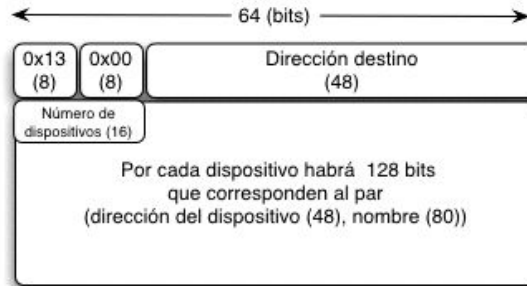 64 (bits)
0x13
(8)
0x00
(8)
Dirección destino
(48)
Número de
dispositivos (16)
Por cada dispositivo habrá 128 bits
que corresponden al par
(dirección del dispositivo (48), nombre (80))